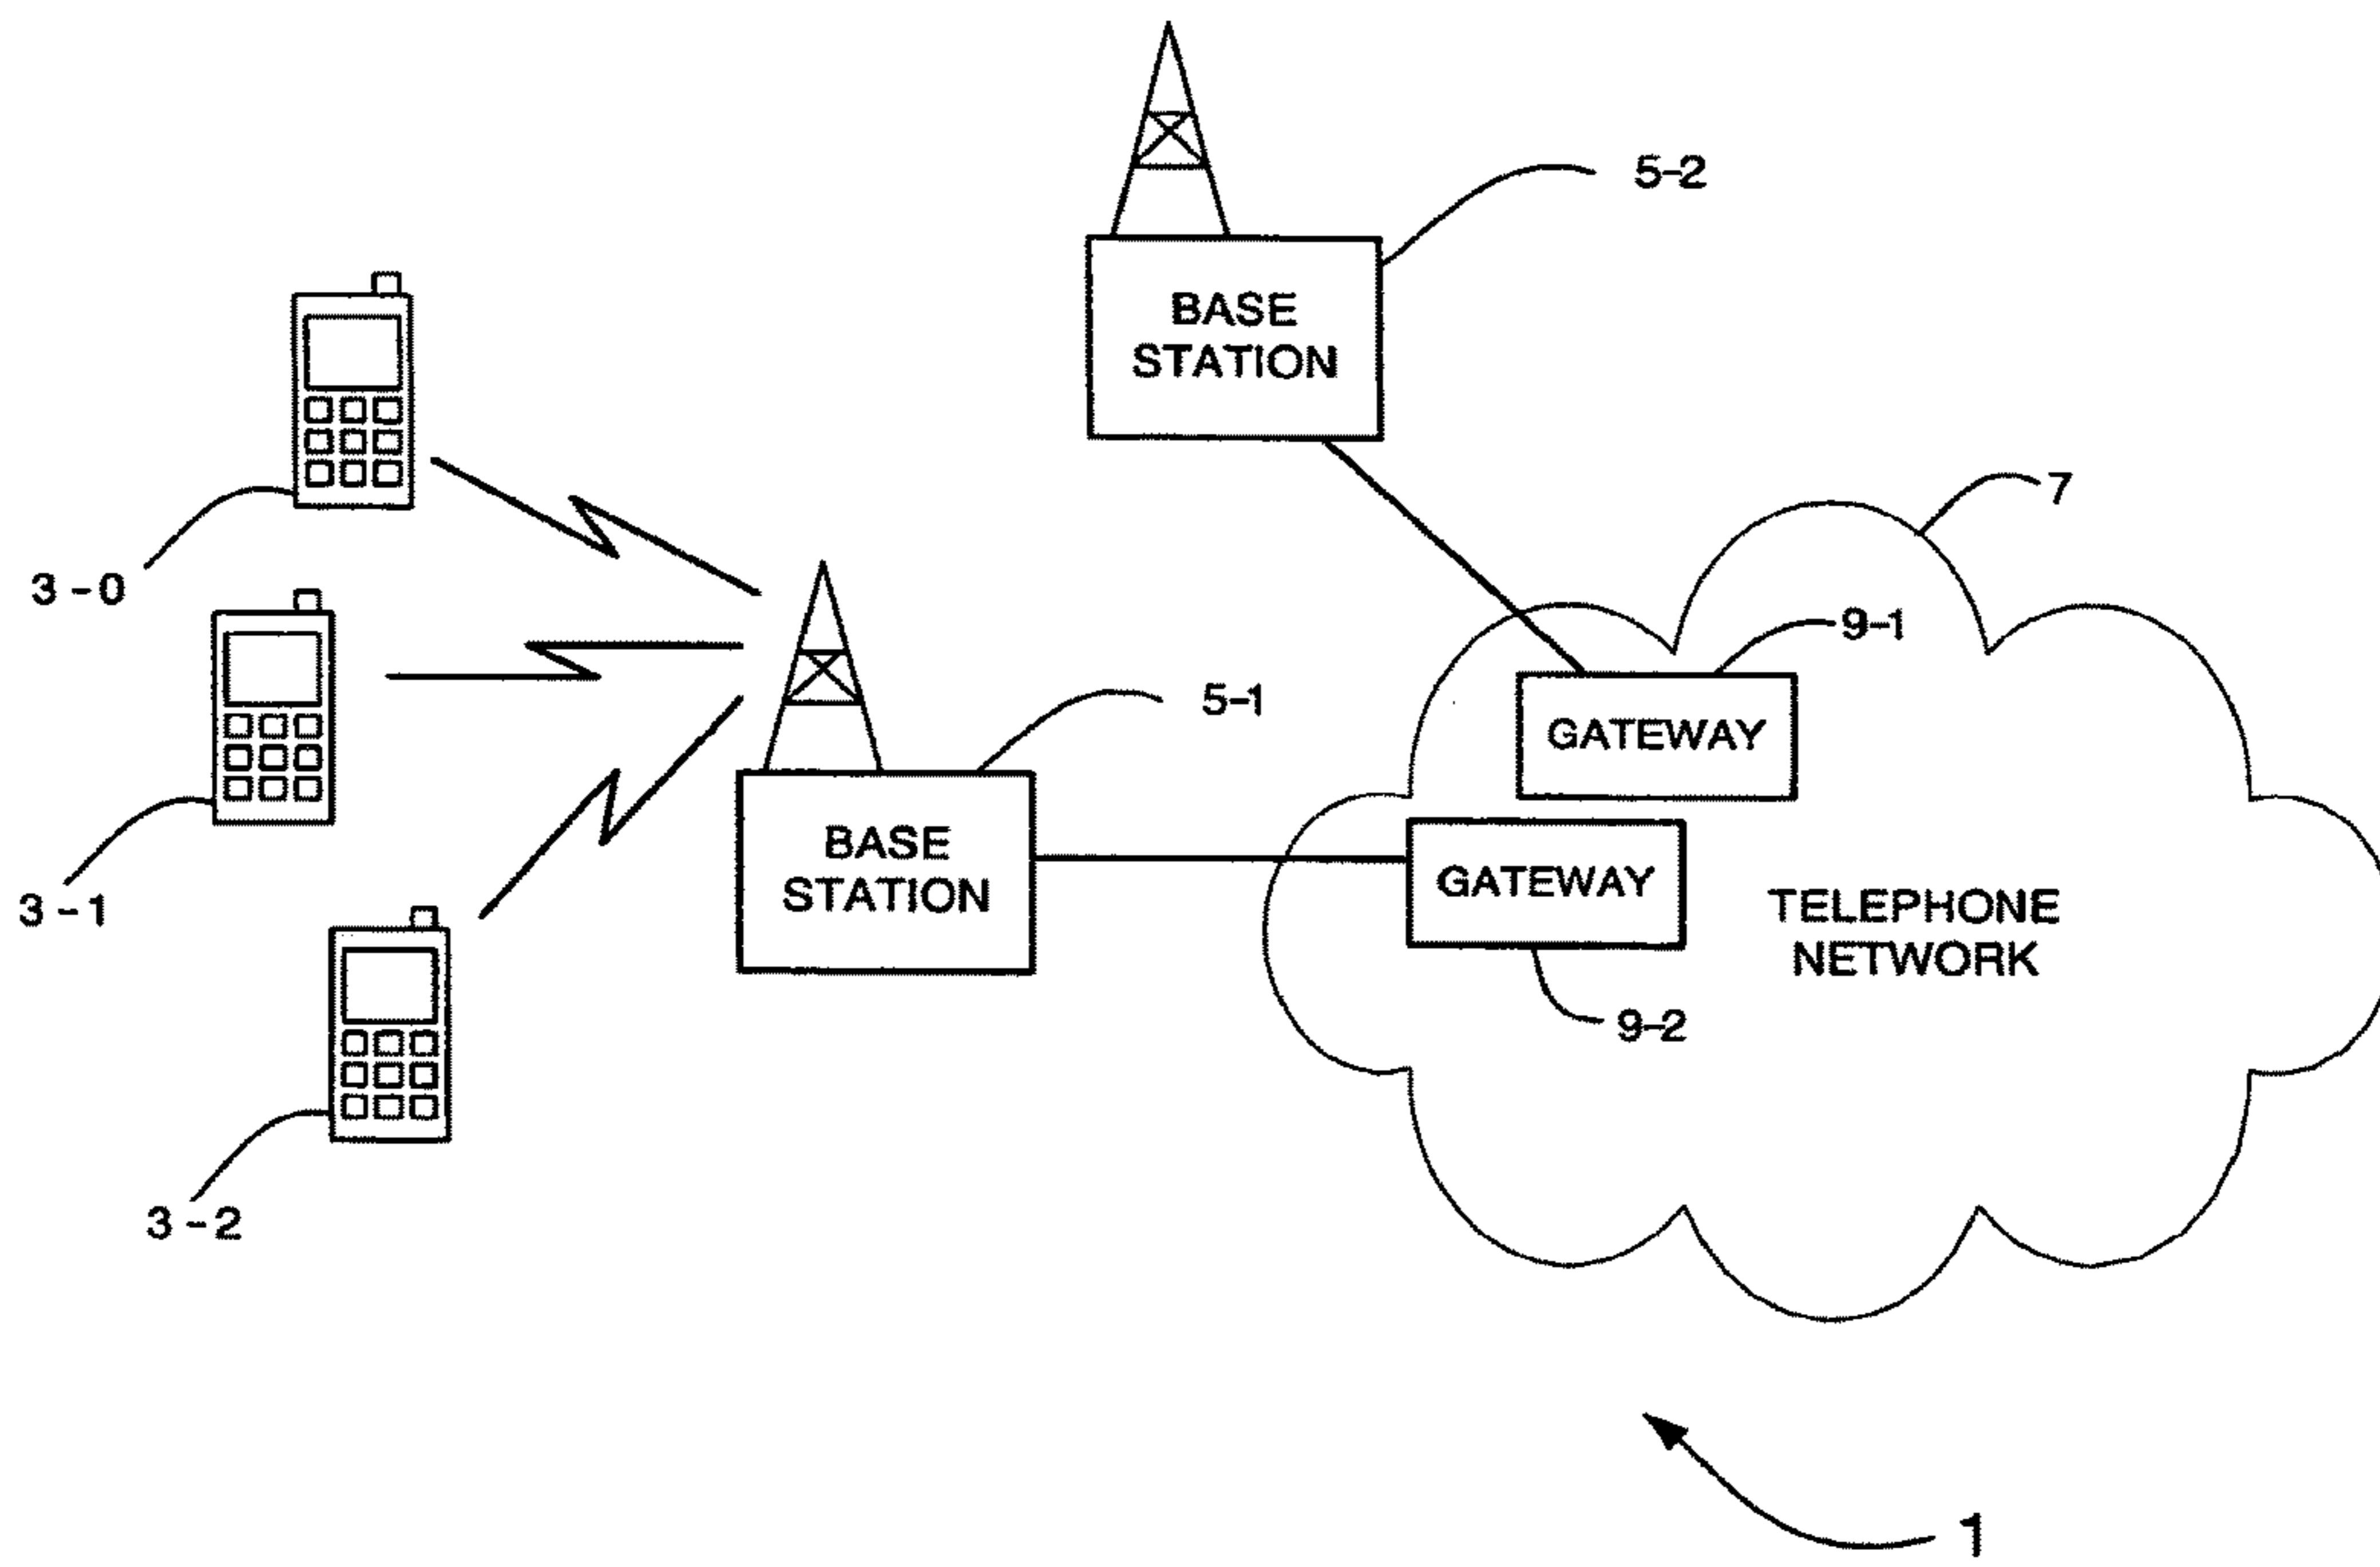 5-2
BASE
STATION
7
3-0
9-1
5-1
GATEWAY
BASE
STATION
GATEWAY
TELEPHONE
NETWORK
3-1
9-2
3-2
1